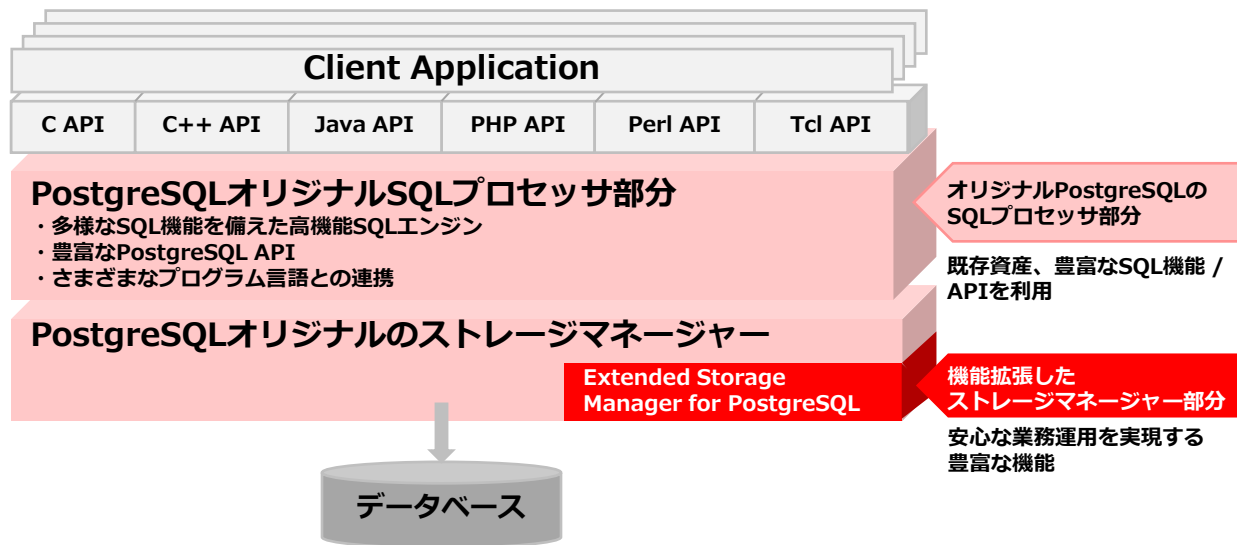 Client Application
C API
C++ API
Java API
PHP API
Perl API
Tcl API
PostgreSQLオリジナルSQLプロセッサ部分
・多様なSQL機能を備えた高機能SQLエンジン
・豊富なPostgreSQL API
・さまざまなプログラム言語との連携
オリジナルPostgreSQLの
SQLプロセッサ部分
既存資産、豊富なSQL機能 /
APIを利用
PostgreSQLオリジナルのストレージマネージャー
Extended Storage
Manager for PostgreSQL
機能拡張した
ストレージマネージャー部分
安心な業務運用を実現する
豊富な機能
データベース